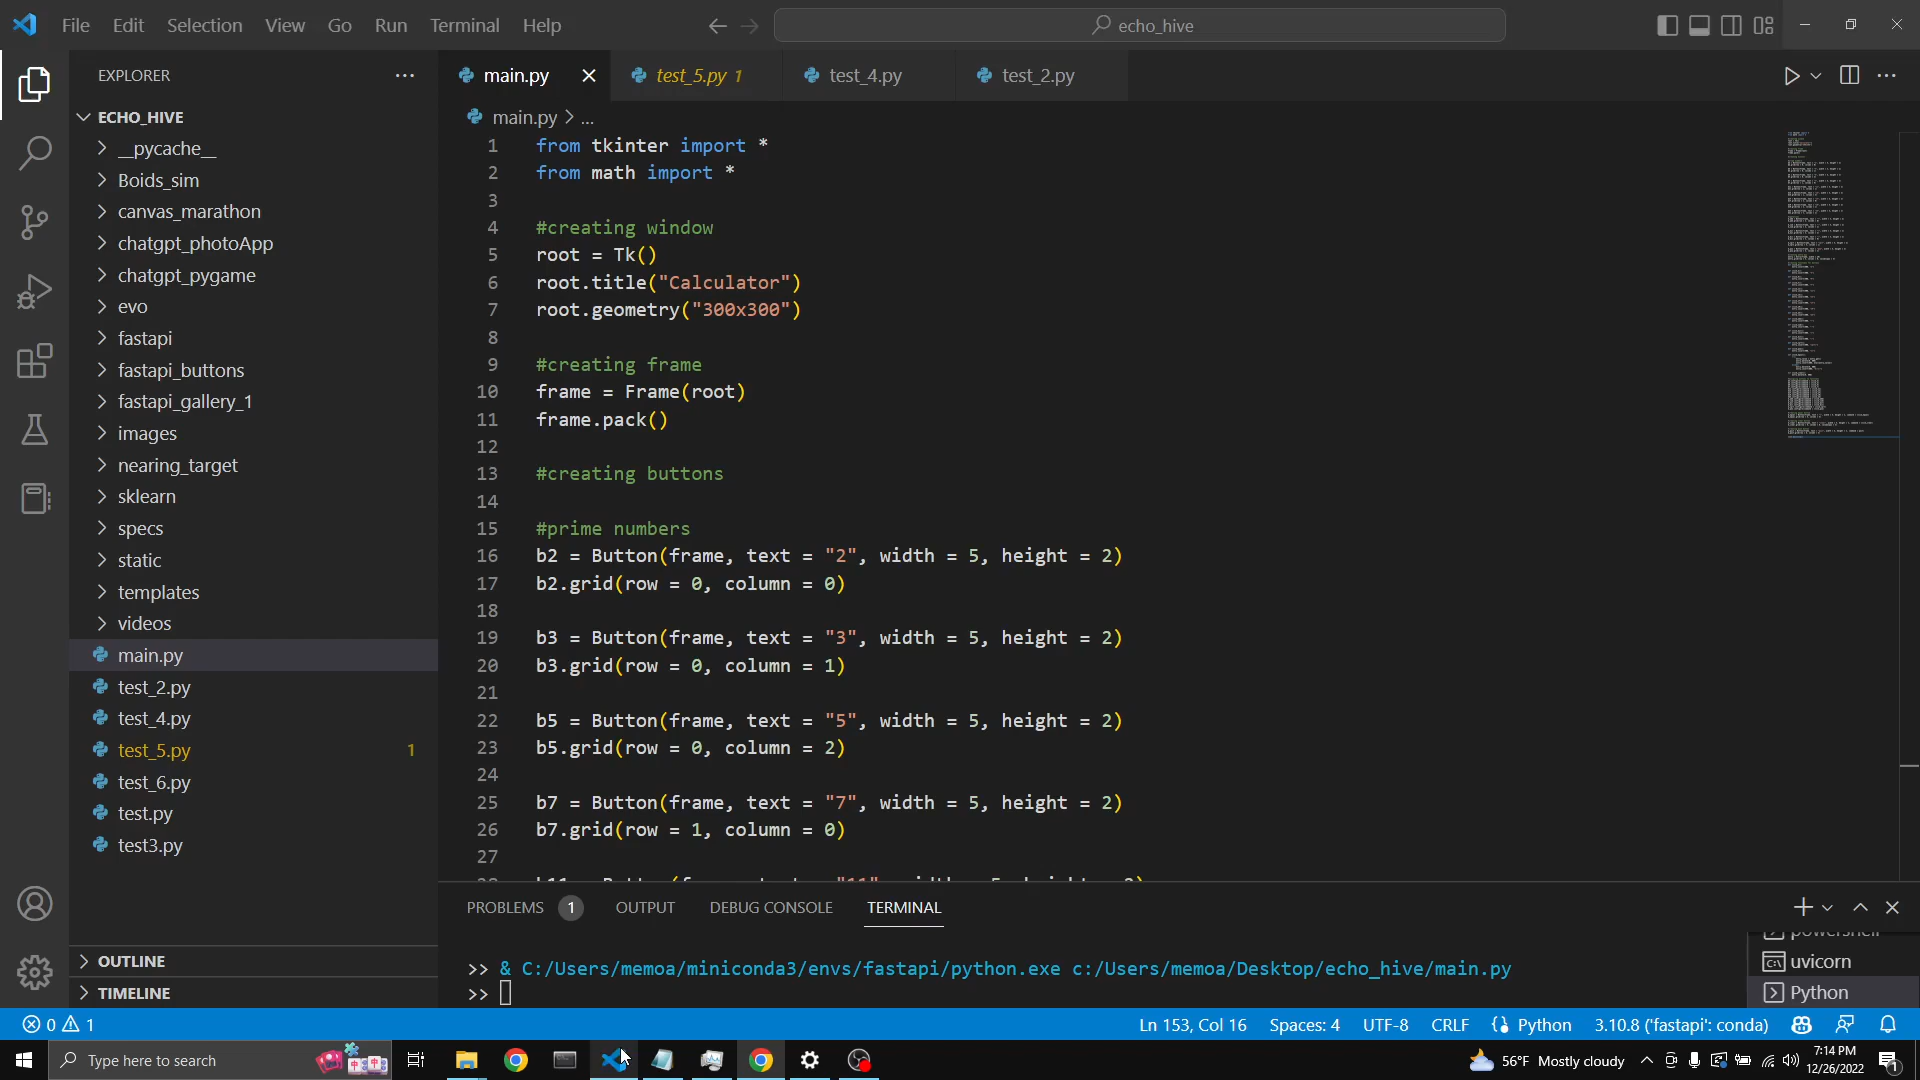 File Edit Selection View Go Run Terminal Help
echo_hive
EXPLORER
main.py
test_5.py 1
test_4.py
test_2.py
ECHO_HIVE
__pycache__
Boids_sim
canvas_marathon
chatgpt_photoApp
chatgpt_pygame
evo
fastapi
fastapi_buttons
fastapi_gallery_1
images
nearing_target
sklearn
specs
static
templates
videos
main.py
test_2.py
test_4.py
test_5.py 1
test_6.py
test.py
test3.py
OUTLINE
TIMELINE
main.py > ...
1 from tkinter import *
2 from math import *
3
4 #creating window
5 root = Tk()
6 root.title("Calculator")
7 root.geometry("300x300")
8
9 #creating frame
10 frame = Frame(root)
11 frame.pack()
12
13 #creating buttons
14
15 #prime numbers
16 b2 = Button(frame, text = "2", width = 5, height = 2)
17 b2.grid(row = 0, column = 0)
18
19 b3 = Button(frame, text = "3", width = 5, height = 2)
20 b3.grid(row = 0, column = 1)
21
22 b5 = Button(frame, text = "5", width = 5, height = 2)
23 b5.grid(row = 0, column = 2)
24
25 b7 = Button(frame, text = "7", width = 5, height = 2)
26 b7.grid(row = 1, column = 0)
27
PROBLEMS 1 OUTPUT DEBUG CONSOLE TERMINAL
>> & C:/Users/memoa/miniconda3/envs/fastapi/python.exe c:/Users/memoa/Desktop/echo_hive/main.py
>>
powershell
uvicorn
Python
0 1
Ln 153, Col 16 Spaces: 4 UTF-8 CRLF Python 3.10.8 ('fastapi': conda)
Type here to search
56°F Mostly cloudy
7:14 PM
12/26/2022
1